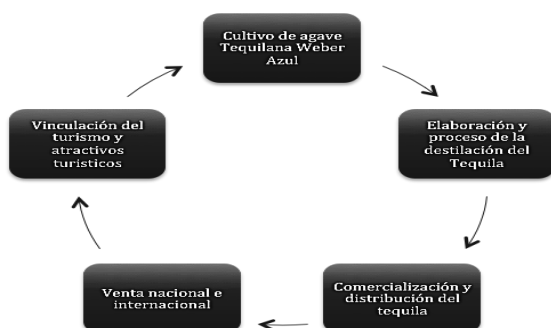 Cultivo de agave
Tequilana Weber
Azul
Elaboración y
proceso de la
destilación del
Tequila
Comercialización y
distribución del
tequila
Venta nacional e
internacional
Vinculación del
turismo y
atractivos
turisticos